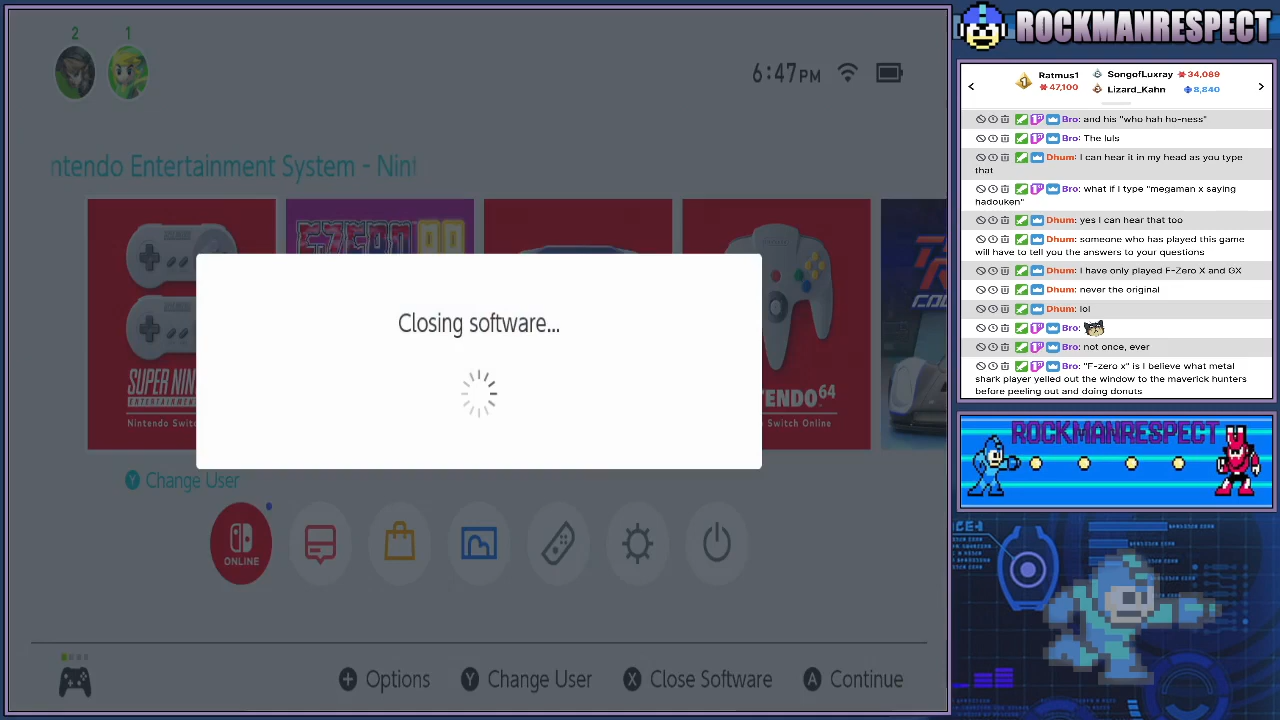 2 1
6:47PM
ntendo Entertainment System - Nint
F-ZERO 99
SUPER NIN
ENTERTAINMENT
Nintendo Switc
ENDO 64
Switch Online
Closing software...
Y Change User
ONLINE
+ Options
Y Change User
X Close Software
A Continue
ROCKMANRESPECT
< 1 Ratmus1 47,100 SongofLuxray 34,089 >
Lizard_Kahn 8,840
Bro: and his "who hah ho-ness"
Bro: The luls
Dhum: I can hear it in my head as you type
that
Bro: what if I type "megaman x saying
hadouken"
Dhum: yes I can hear that too
Dhum: someone who has played this game
will have to tell you the answers to your questions
Dhum: I have only played F-Zero X and GX
Dhum: never the original
Dhum: lol
Bro:
Bro: not once, ever
Bro: "F-zero x" is I believe what metal
shark player yelled out the window to the maverick hunters
before peeling out and doing donuts
ROCKMANRESPECT